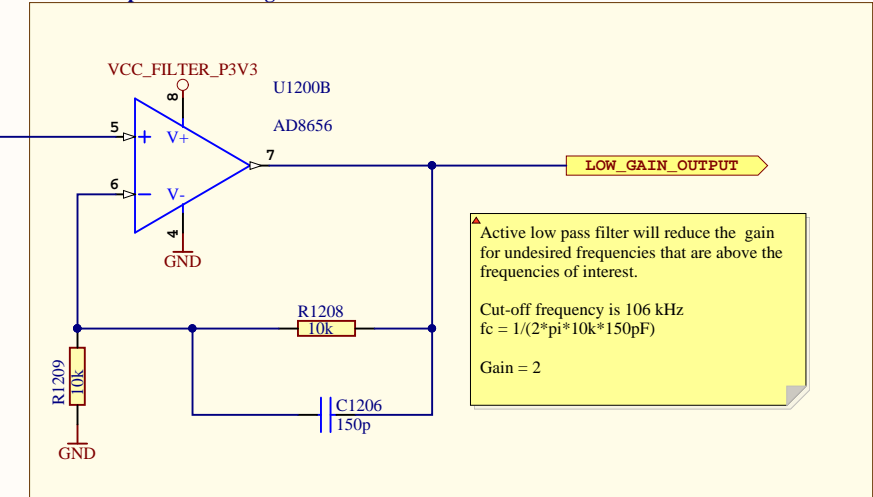 VCC_FILTER_P3V3
8
U1200B
AD8656
5
+
V+
7
LOW_GAIN_OUTPUT
6
−
V-
4
GND
Active low pass filter will reduce the gain
for undesired frequencies that are above the
frequencies of interest.
Cut-off frequency is 106 kHz
fc = 1/(2*pi*10k*150pF)
Gain = 2
R1208
10k
R1209
10k
C1206
150p
GND